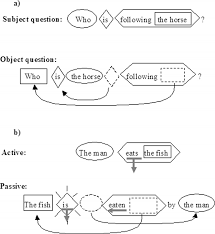 a)
Subject question: Who is following the horse ?
Object question:
Who is the horse following ?
b)
Active: The man eats the fish
Passive:
The fish is eaten by the man